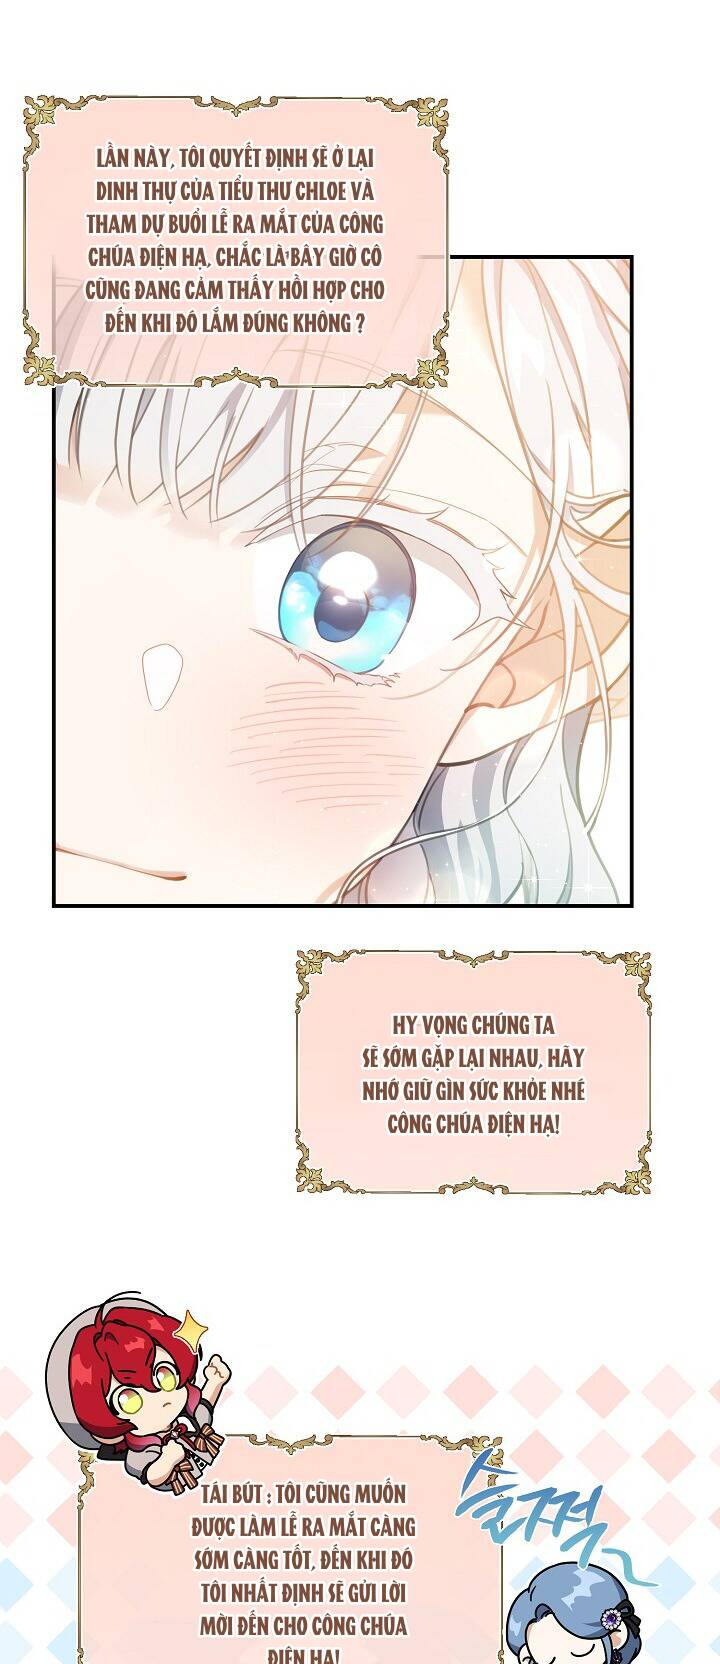 LẦN NÀY, TÔI QUYẾT ĐỊNH SẼ Ở LẠI
DINH THỰ CỦA TIỂU THƯ CHLOE VÀ
THAM DỰ BUỔI LỄ RA MẮT CỦA CÔNG
CHÚA ĐIỆN HẠ, CHẮC LÀ BÂY GIỜ CÔ
CŨNG ĐANG CẢM THẤY HỒI HỢP CHO
ĐẾN KHI ĐÓ LẮM ĐÚNG KHÔNG ?
HY VỌNG CHÚNG TA
SẼ SỚM GẶP LẠI NHAU, HÃY
NHỚ GIỮ GÌN SỨC KHỎE NHÉ
CÔNG CHÚA ĐIỆN HẠ!
TÁI BÚT : TÔI CŨNG MUỐN
ĐƯỢC LÀM LỄ RA MẮT CÀNG
SỚM CÀNG TỐT, ĐẾN KHI ĐÓ
TÔI NHẤT ĐỊNH SẼ GỬI LỜI
MỜI ĐẾN CHO CÔNG CHÚA
ĐIỆN HẠ!
슬쩍~